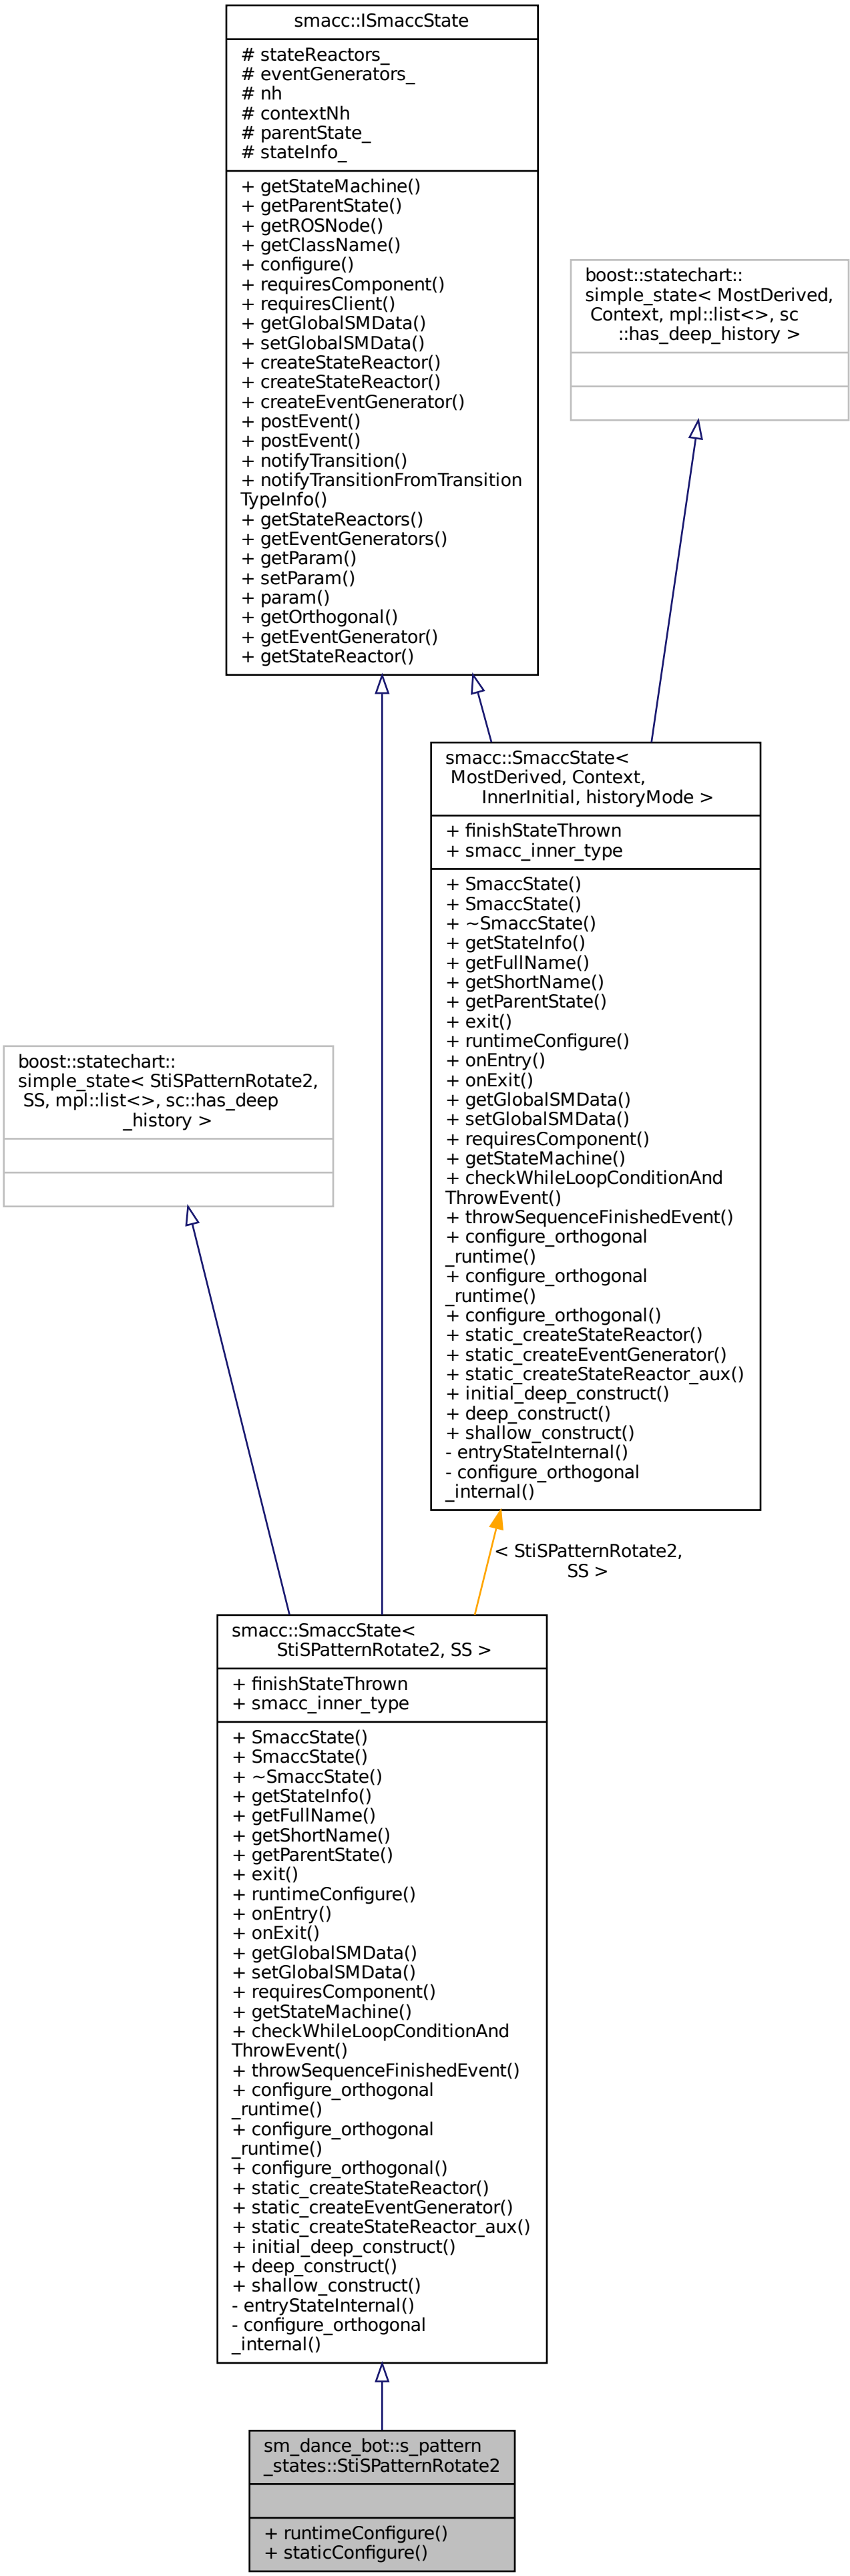 smacc::ISmaccState
# stateReactors_
# eventGenerators_
# nh
# contextNh
# parentState_
# stateInfo_
+ getStateMachine()
+ getParentState()
+ getROSNode()
+ getClassName()
+ configure()
+ requiresComponent()
+ requiresClient()
+ getGlobalSMData()
+ setGlobalSMData()
+ createStateReactor()
+ createStateReactor()
+ createEventGenerator()
+ postEvent()
+ postEvent()
+ notifyTransition()
+ notifyTransitionFromTransition
TypeInfo()
+ getStateReactors()
+ getEventGenerators()
+ getParam()
+ setParam()
+ param()
+ getOrthogonal()
+ getEventGenerator()
+ getStateReactor()
boost::statechart::
simple_state< MostDerived,
Context, mpl::list<>, sc
::has_deep_history >
smacc::SmaccState<
MostDerived, Context,
InnerInitial, historyMode >
+ finishStateThrown
+ smacc_inner_type
+ SmaccState()
+ SmaccState()
+ ~SmaccState()
+ getStateInfo()
+ getFullName()
+ getShortName()
+ getParentState()
+ exit()
+ runtimeConfigure()
+ onEntry()
+ onExit()
+ getGlobalSMData()
+ setGlobalSMData()
+ requiresComponent()
+ getStateMachine()
+ checkWhileLoopConditionAnd
ThrowEvent()
+ throwSequenceFinishedEvent()
+ configure_orthogonal
_runtime()
+ configure_orthogonal
_runtime()
+ configure_orthogonal()
+ static_createStateReactor()
+ static_createEventGenerator()
+ static_createStateReactor_aux()
+ initial_deep_construct()
+ deep_construct()
+ shallow_construct()
- entryStateInternal()
- configure_orthogonal
_internal()
boost::statechart::
simple_state< StiSPatternRotate2,
SS, mpl::list<>, sc::has_deep
_history >
< StiSPatternRotate2,
SS >
smacc::SmaccState<
StiSPatternRotate2, SS >
+ finishStateThrown
+ smacc_inner_type
+ SmaccState()
+ SmaccState()
+ ~SmaccState()
+ getStateInfo()
+ getFullName()
+ getShortName()
+ getParentState()
+ exit()
+ runtimeConfigure()
+ onEntry()
+ onExit()
+ getGlobalSMData()
+ setGlobalSMData()
+ requiresComponent()
+ getStateMachine()
+ checkWhileLoopConditionAnd
ThrowEvent()
+ throwSequenceFinishedEvent()
+ configure_orthogonal
_runtime()
+ configure_orthogonal
_runtime()
+ configure_orthogonal()
+ static_createStateReactor()
+ static_createEventGenerator()
+ static_createStateReactor_aux()
+ initial_deep_construct()
+ deep_construct()
+ shallow_construct()
- entryStateInternal()
- configure_orthogonal
_internal()
sm_dance_bot::s_pattern
_states::StiSPatternRotate2
+ runtimeConfigure()
+ staticConfigure()